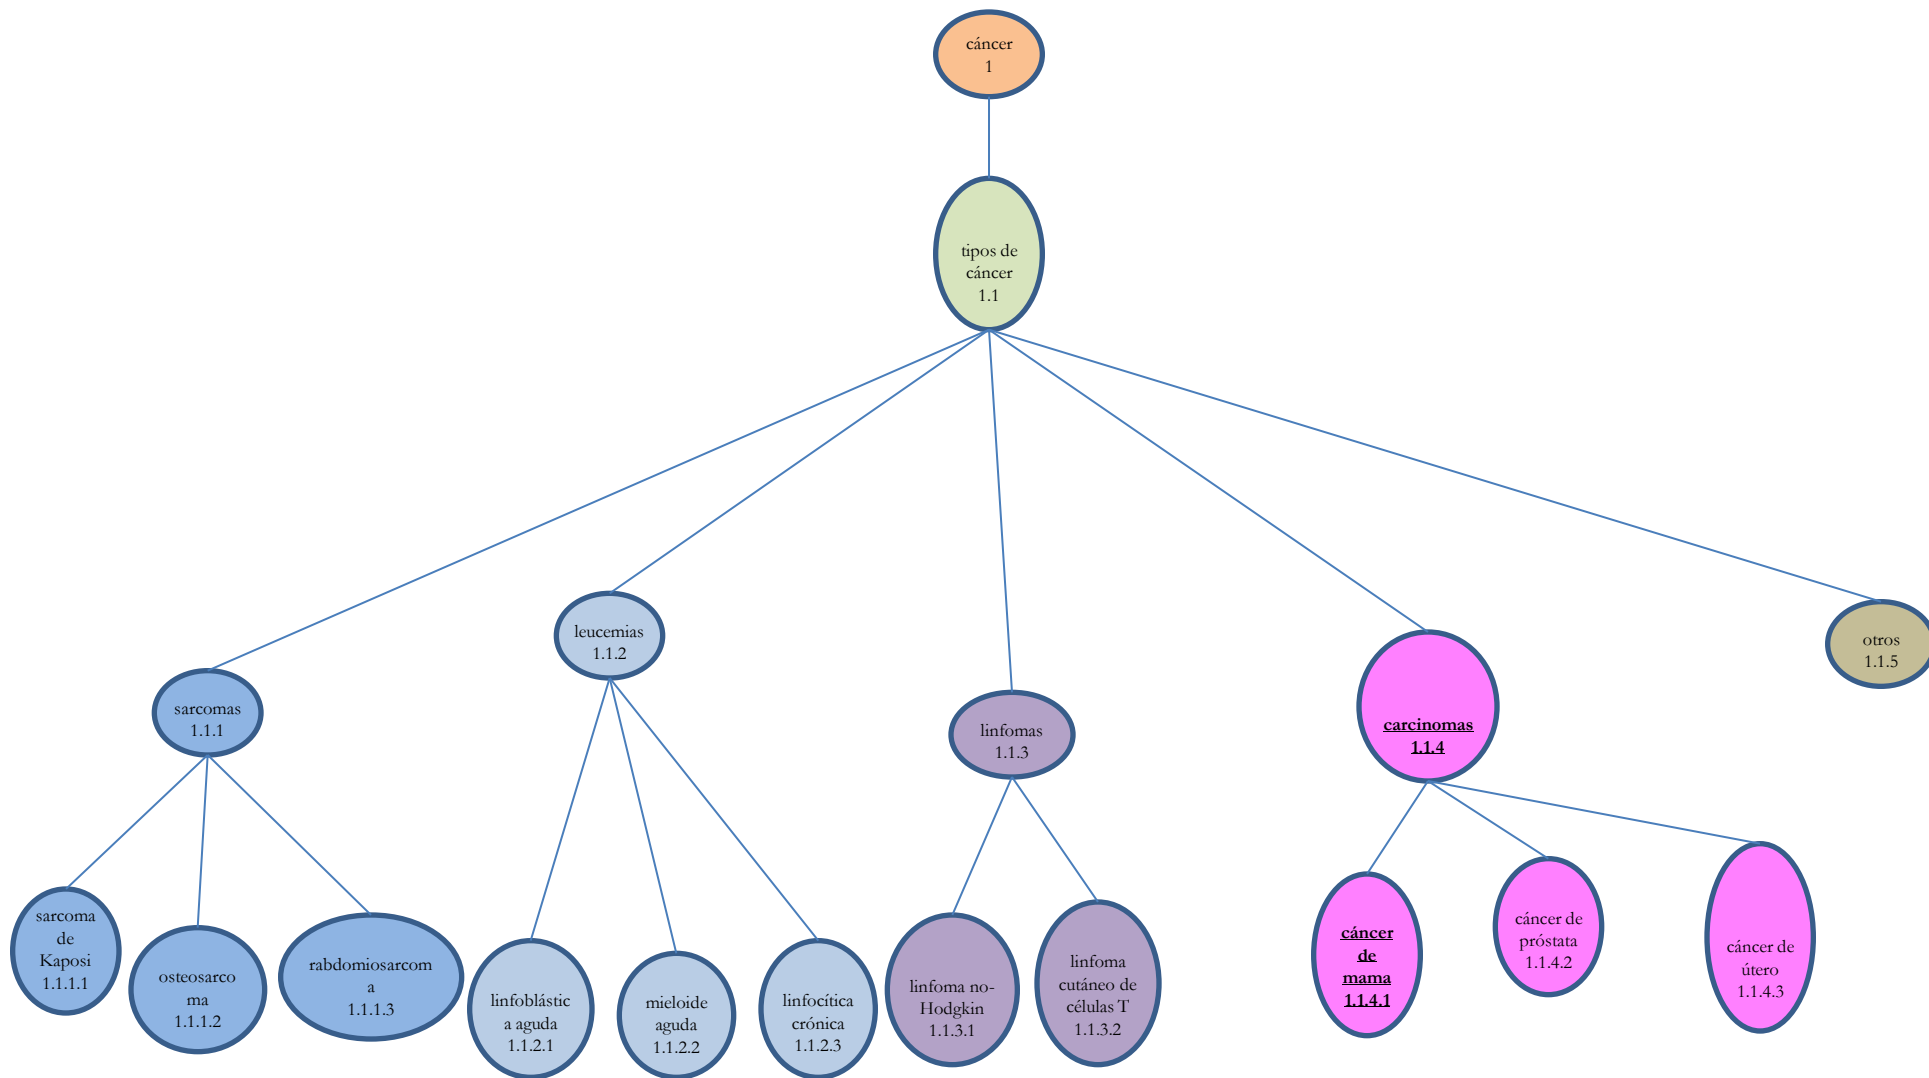 cáncer
1
tipos de
cáncer
1.1
leucemias
1.1.2
otros
1.1.5
sarcomas
1.1.1
linfomas
1.1.3
carcinomas
1.1.4
sarcoma
de
Kaposi
1.1.1.1
osteosarco
ma
1.1.1.2
rabdomiosarcom
a
1.1.1.3
linfoblástic
a aguda
1.1.2.1
mieloide
aguda
1.1.2.2
linfocítica
crónica
1.1.2.3
linfoma no-
Hodgkin
1.1.3.1
linfoma
cutáneo de
células T
1.1.3.2
cáncer
de
mama
1.1.4.1
cáncer de
próstata
1.1.4.2
cáncer de
útero
1.1.4.3